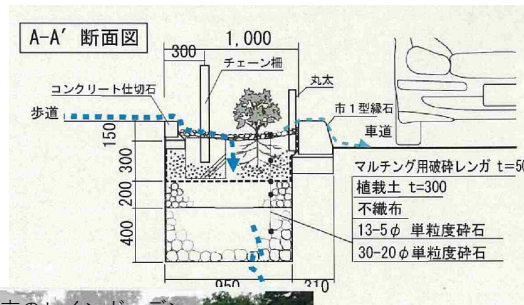 A-A' 断面図
1,000
300
チェーン柵
丸太
コンクリート仕切石
歩道
市1型縁石
車道
150
300
200
400
マルチング用破砕レンガ t=50
植栽土 t=300
不織布
13-5φ 単粒度砕石
30-20φ単粒度砕石
950
310